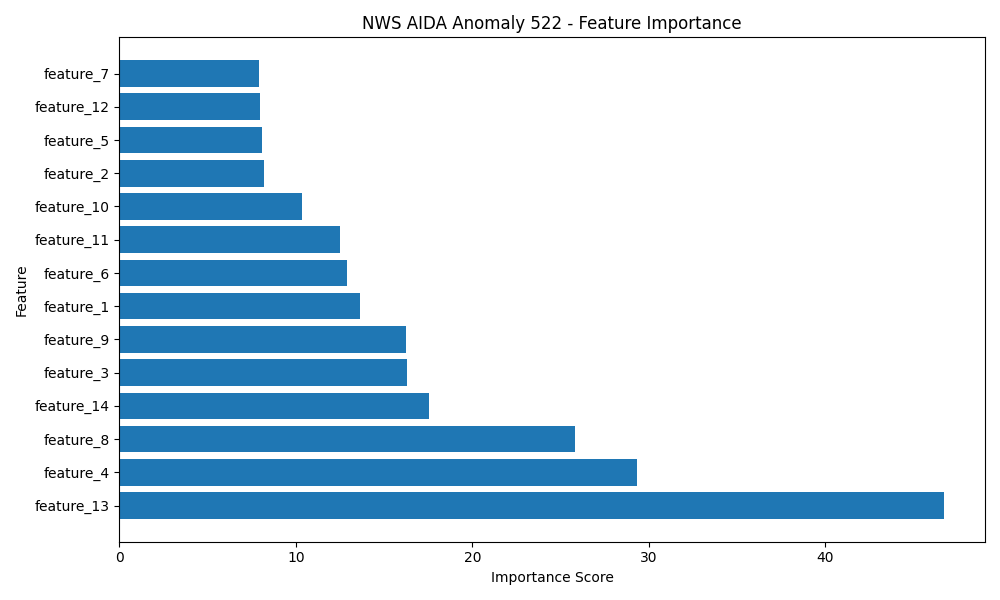 NWS AIDA Anomaly 522 - Feature Importance
feature_7
feature_12
feature_5
feature_2
feature_10
feature_11
feature_6
feature_1
feature_9
feature_3
feature_14
feature_8
feature_4
feature_13
Feature
0 10 20 30 40
Importance Score